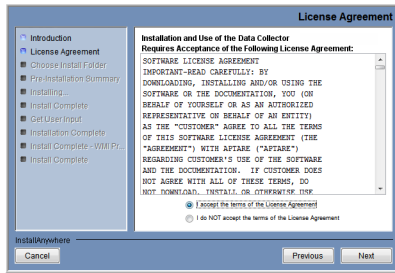 License Agreement
Introduction
License Agreement
Choose Install Folder
Pre-Installation Summary
Installing...
Install Complete
Get User Input
Installation Complete
Install Complete - WMI Pr...
Install Complete
Installation and Use of the Data Collector
Requires Acceptance of the Following License Agreement:
SOFTWARE LICENSE AGREEMENT
IMPORTANT-READ CAREFULLY: BY
DOWNLOADING, INSTALLING AND/OR USING THE
SOFTWARE OR THE DOCUMENTATION, YOU (ON
BEHALF OF YOURSELF OR AS AN AUTHORIZED
REPRESENTATIVE ON BEHALF OF AN ENTITY)
AS THE "CUSTOMER" AGREE TO ALL THE TERMS
OF THIS SOFTWARE LICENSE AGREEMENT (THE
"AGREEMENT") WITH APTARE ("APTARE")
REGARDING CUSTOMER'S USE OF THE SOFTWARE
AND THE DOCUMENTATION. IF CUSTOMER DOES
NOT AGREE WITH ALL OF THESE TERMS, DO
NOT DOWNLOAD, INSTALL OR OTHERWISE USE
I accept the terms of the License Agreement
I do NOT accept the terms of the License Agreement
InstallAnywhere
Cancel
Previous
Next